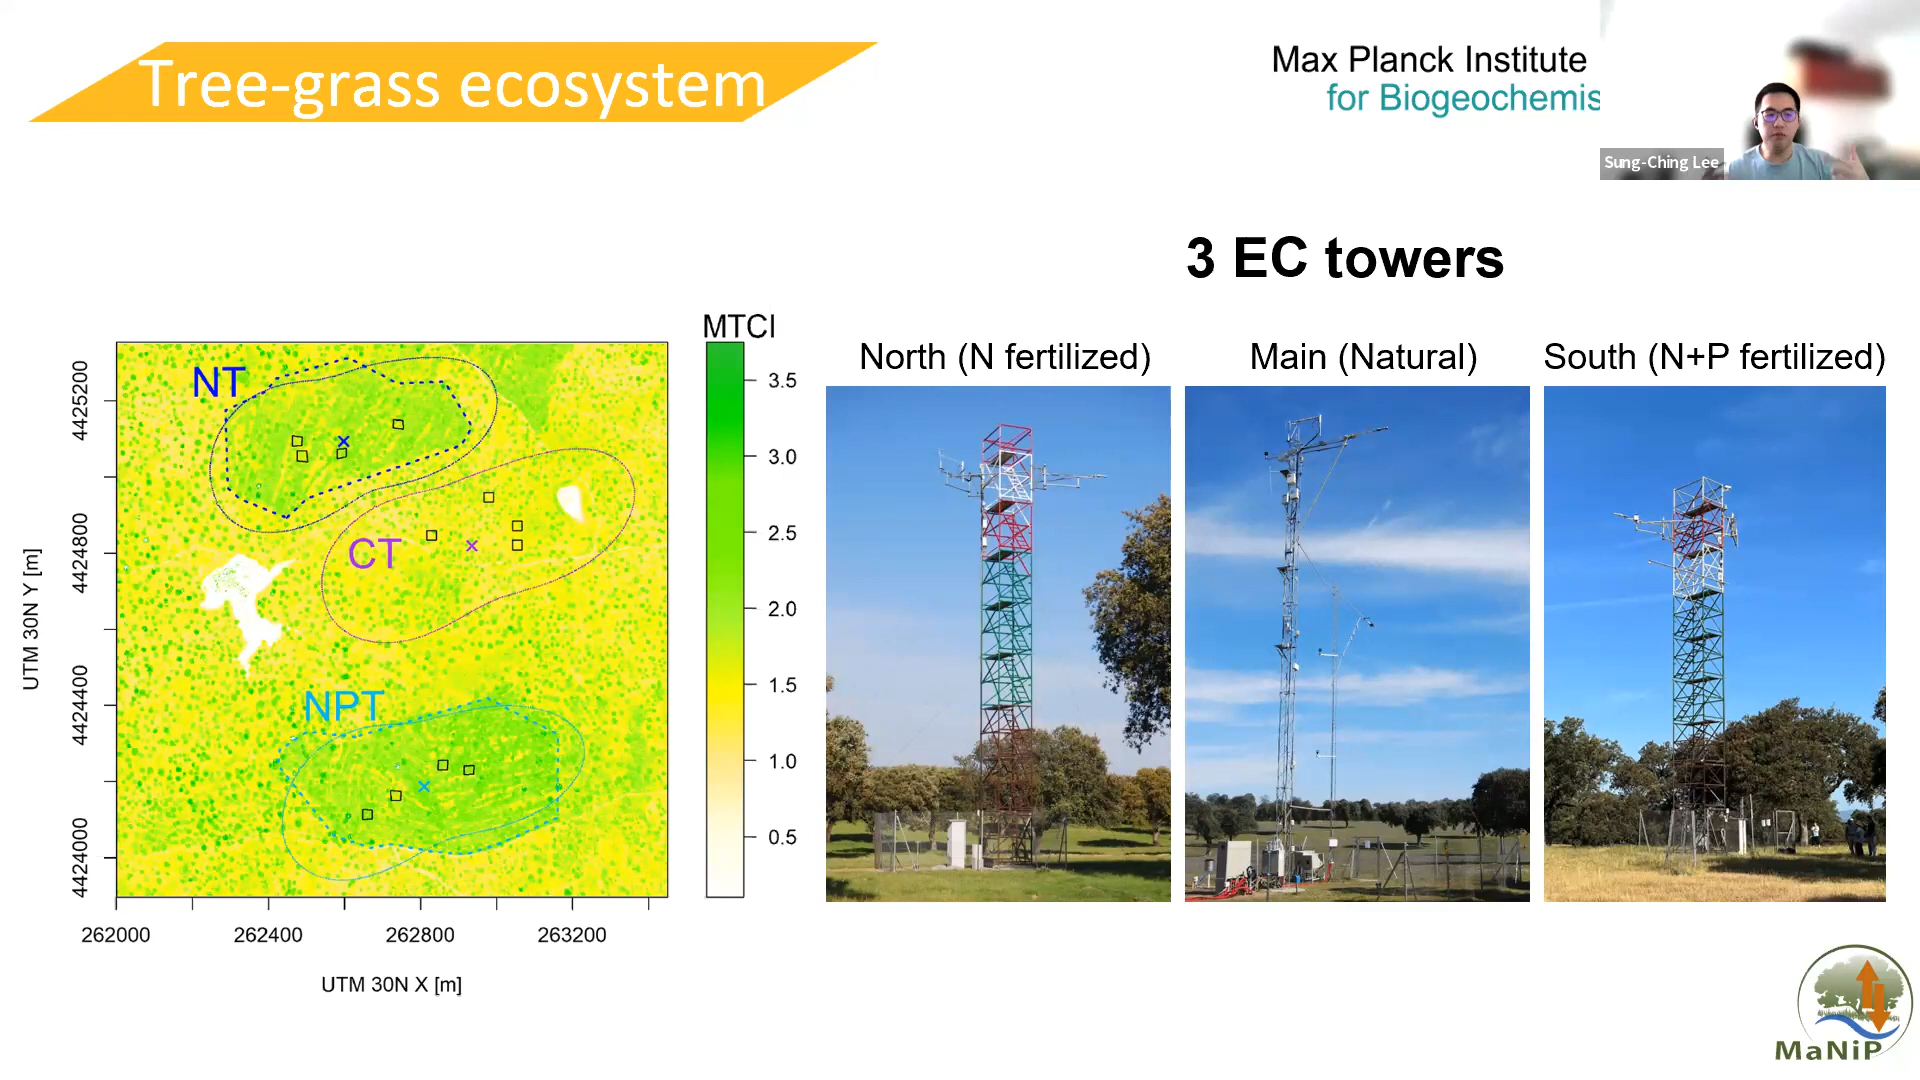 Tree-grass ecosystem
Max Planck Institute
for Biogeochemis
Sung-Ching Lee
3 EC towers
North (N fertilized)
Main (Natural)
South (N+P fertilized)
MTCI
3.5
3.0
2.5
2.0
1.5
1.0
0.5
NT
CT
NPT
UTM 30N Y [m]
4425200
4424800
4424400
4424000
262000
262400
262800
263200
UTM 30N X [m]
MaNiP